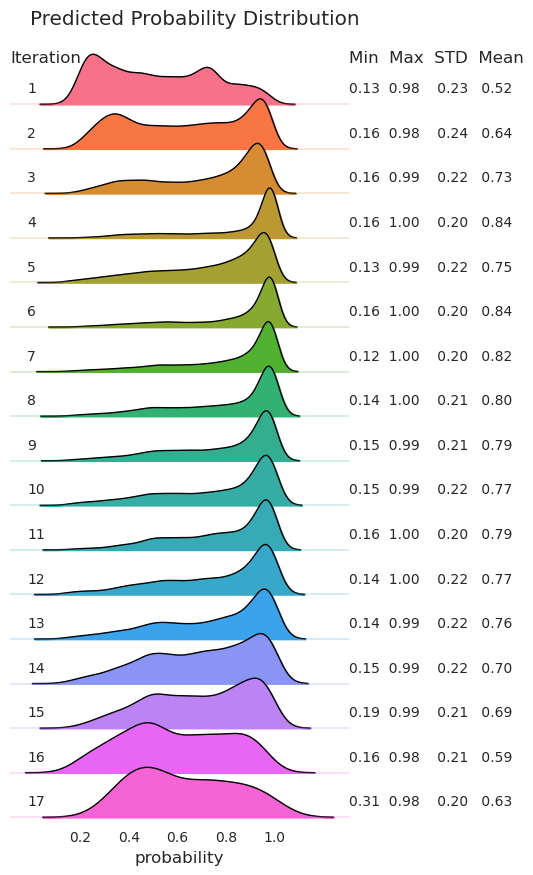 Predicted Probability Distribution
Iteration Min Max STD Mean
1 0.13 0.98 0.23 0.52
2 0.16 0.98 0.24 0.64
3 0.16 0.99 0.22 0.73
4 0.16 1.00 0.20 0.84
5 0.13 0.99 0.22 0.75
6 0.16 1.00 0.20 0.84
7 0.12 1.00 0.20 0.82
8 0.14 1.00 0.21 0.80
9 0.15 0.99 0.21 0.79
10 0.15 0.99 0.22 0.77
11 0.16 1.00 0.20 0.79
12 0.14 1.00 0.22 0.77
13 0.14 0.99 0.22 0.76
14 0.15 0.99 0.22 0.70
15 0.19 0.99 0.21 0.69
16 0.16 0.98 0.21 0.59
17 0.31 0.98 0.20 0.63
0.2 0.4 0.6 0.8 1.0
probability